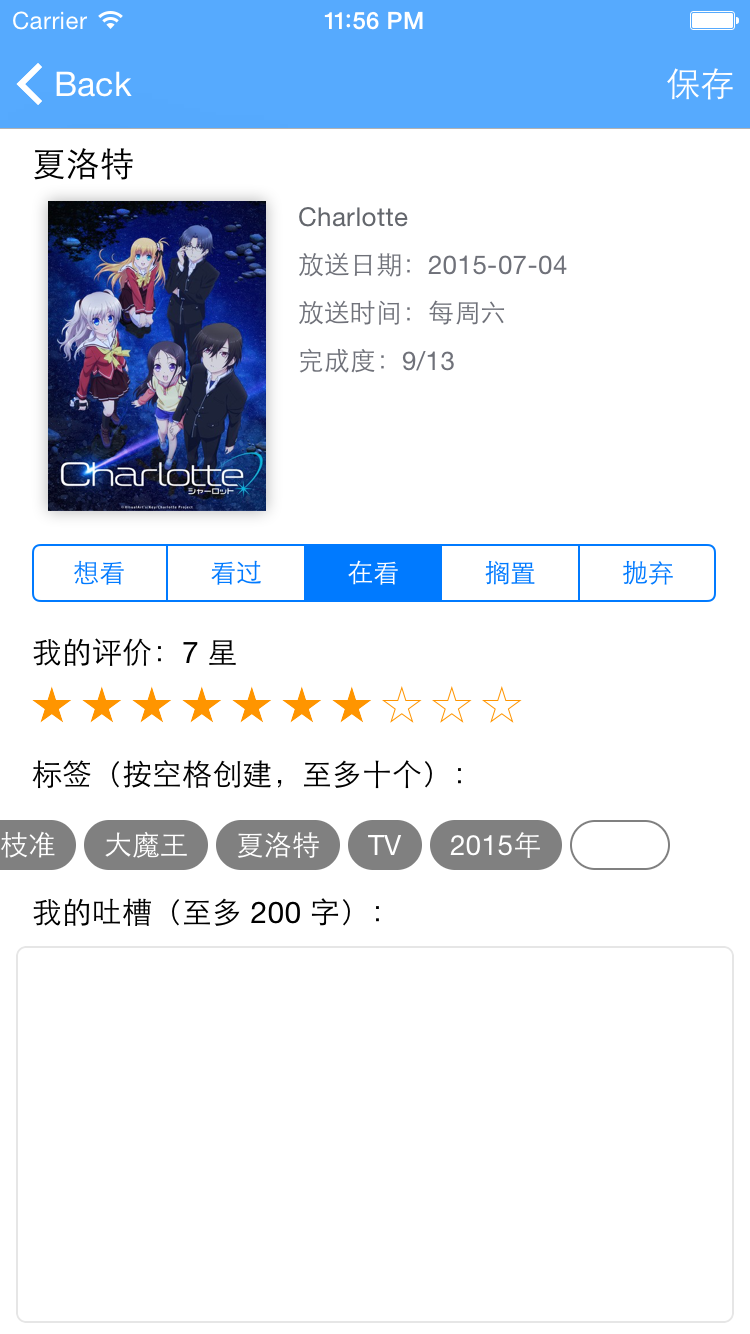 Carrier 11:56 PM
Back 保存
夏洛特
Charlotte
放送日期：2015-07-04
放送时间：每周六
完成度：9/13
Charlotte
シャーロット
想看 看过 在看 搁置 抛弃
我的评价：7 星
标签（按空格创建，至多十个）：
枝准 大魔王 夏洛特 TV 2015年
我的吐槽（至多 200 字）：